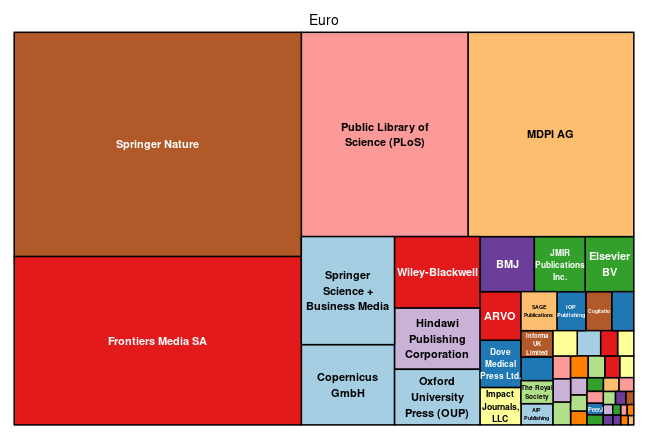 Euro
Springer Nature
Public Library of
Science (PLoS)
MDPI AG
Frontiers Media SA
Springer
Science +
Business Media
Copernicus
GmbH
Wiley-Blackwell
Hindawi
Publishing
Corporation
Oxford
University
Press (OUP)
BMJ
JMIR
Publications
Inc.
Elsevier
BV
ARVO
Dove
Medical
Press Ltd.
Impact
Journals,
LLC
SAGE
Publications
IOP
Publishing
Cogitatio
Informa
UK
Limited
The Royal
Society
AIP
Publishing
PeerJ